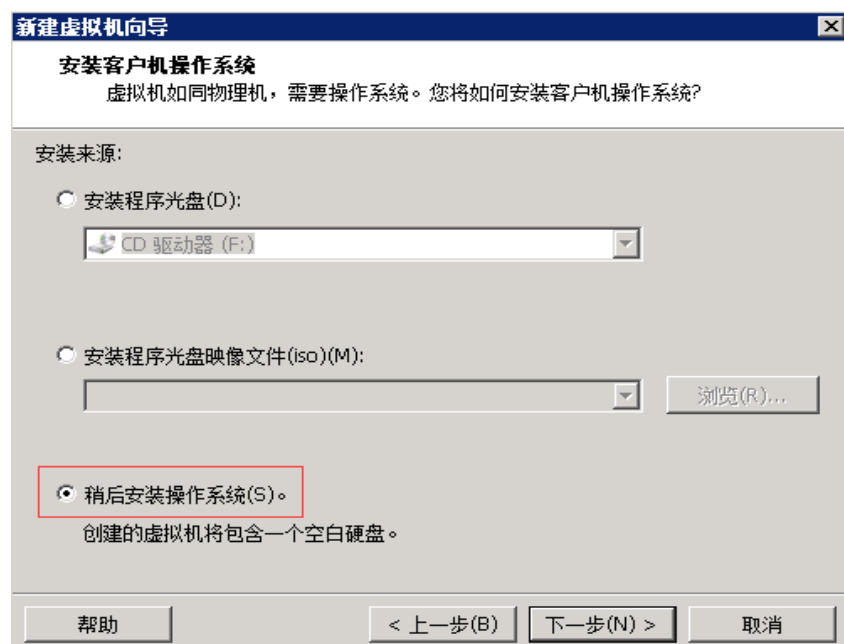 新建虚拟机向导
安装客户机操作系统
虚拟机如同物理机，需要操作系统。您将如何安装客户机操作系统?
安装来源:
安装程序光盘(D):
CD 驱动器 (F:)
安装程序光盘映像文件(iso)(M):
浏览(R)...
稍后安装操作系统(S)。
创建的虚拟机将包含一个空白硬盘。
帮助
< 上一步(B)
下一步(N) >
取消